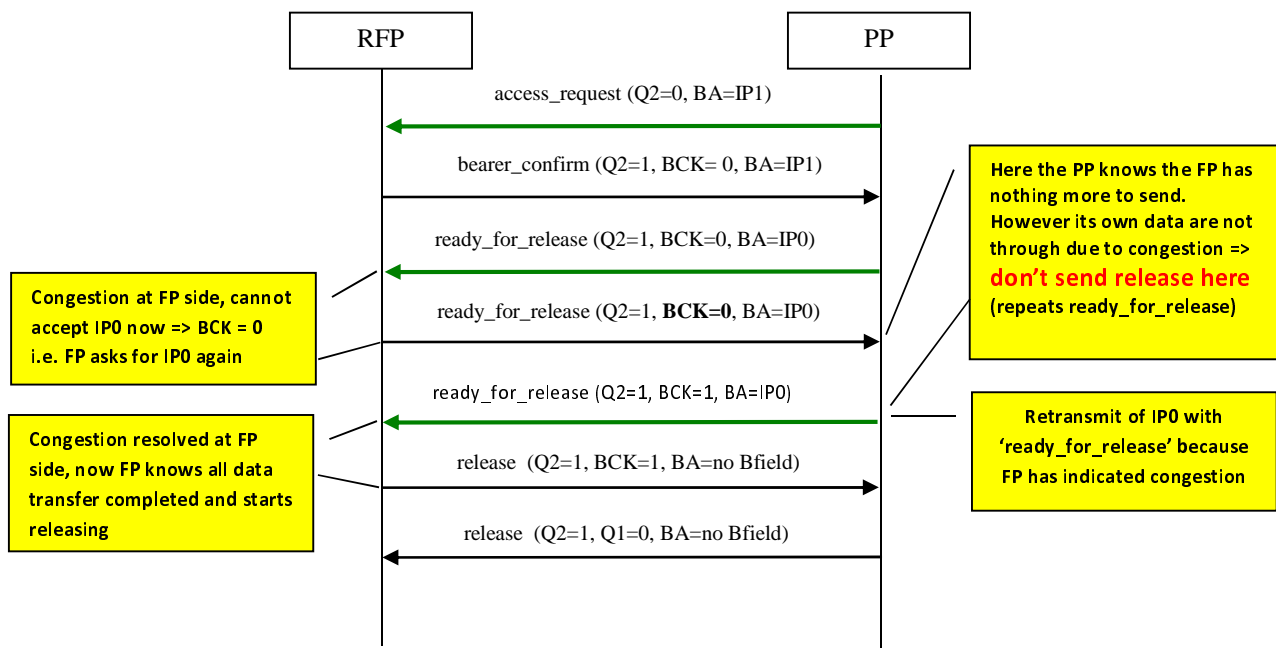 RFP
PP
access_request (Q2=0, BA=IP1)
bearer_confirm (Q2=1, BCK= 0, BA=IP1)
ready_for_release (Q2=1, BCK=0, BA=IP0)
ready_for_release (Q2=1, BCK=0, BA=IP0)
ready_for_release (Q2=1, BCK=1, BA=IP0)
release (Q2=1, BCK=1, BA=no Bfield)
release (Q2=1, Q1=0, BA=no Bfield)
Congestion at FP side, cannot
accept IP0 now => BCK = 0
i.e. FP asks for IP0 again
Congestion resolved at FP
side, now FP knows all data
transfer completed and starts
releasing
Here the PP knows the FP has
nothing more to send.
However its own data are not
through due to congestion =>
don't send release here
(repeats ready_for_release)
Retransmit of IP0 with
‘ready_for_release’ because
FP has indicated congestion